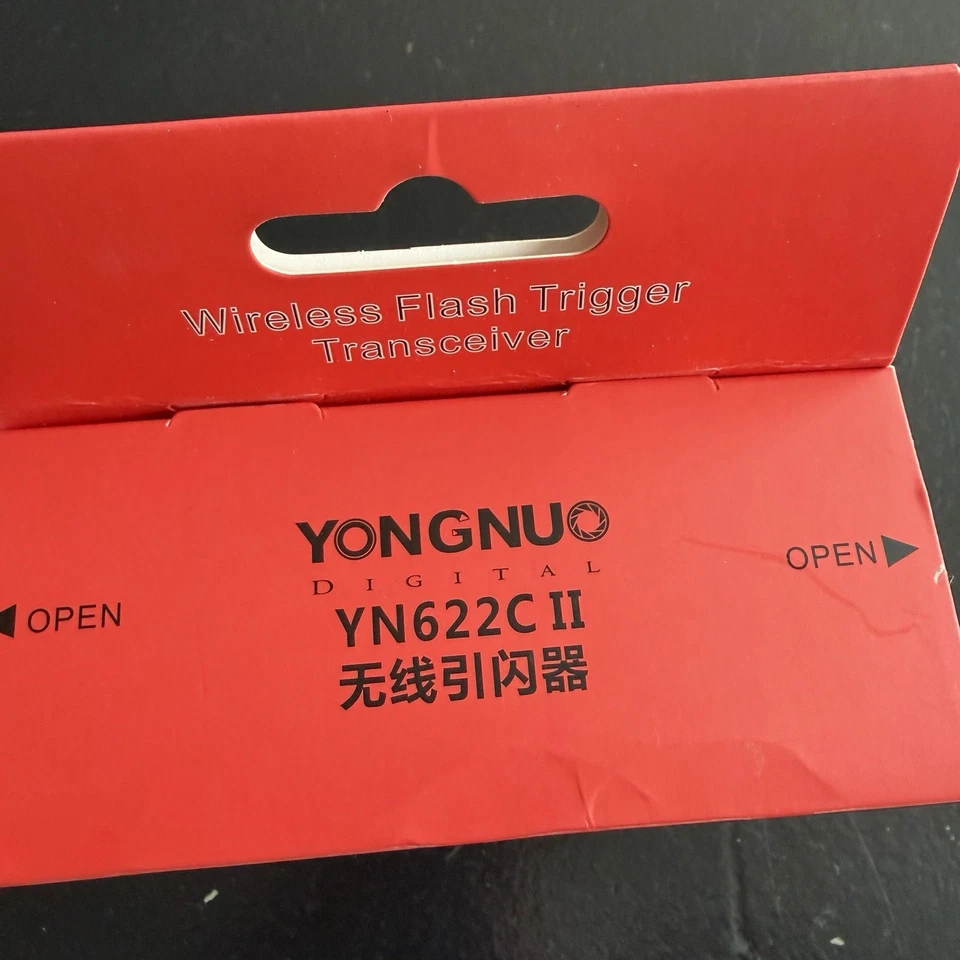 Wireless Flash Trigger
Transceiver
YONGNUO
DIGITAL
OPEN
OPEN
YN622C II
无线引闪器